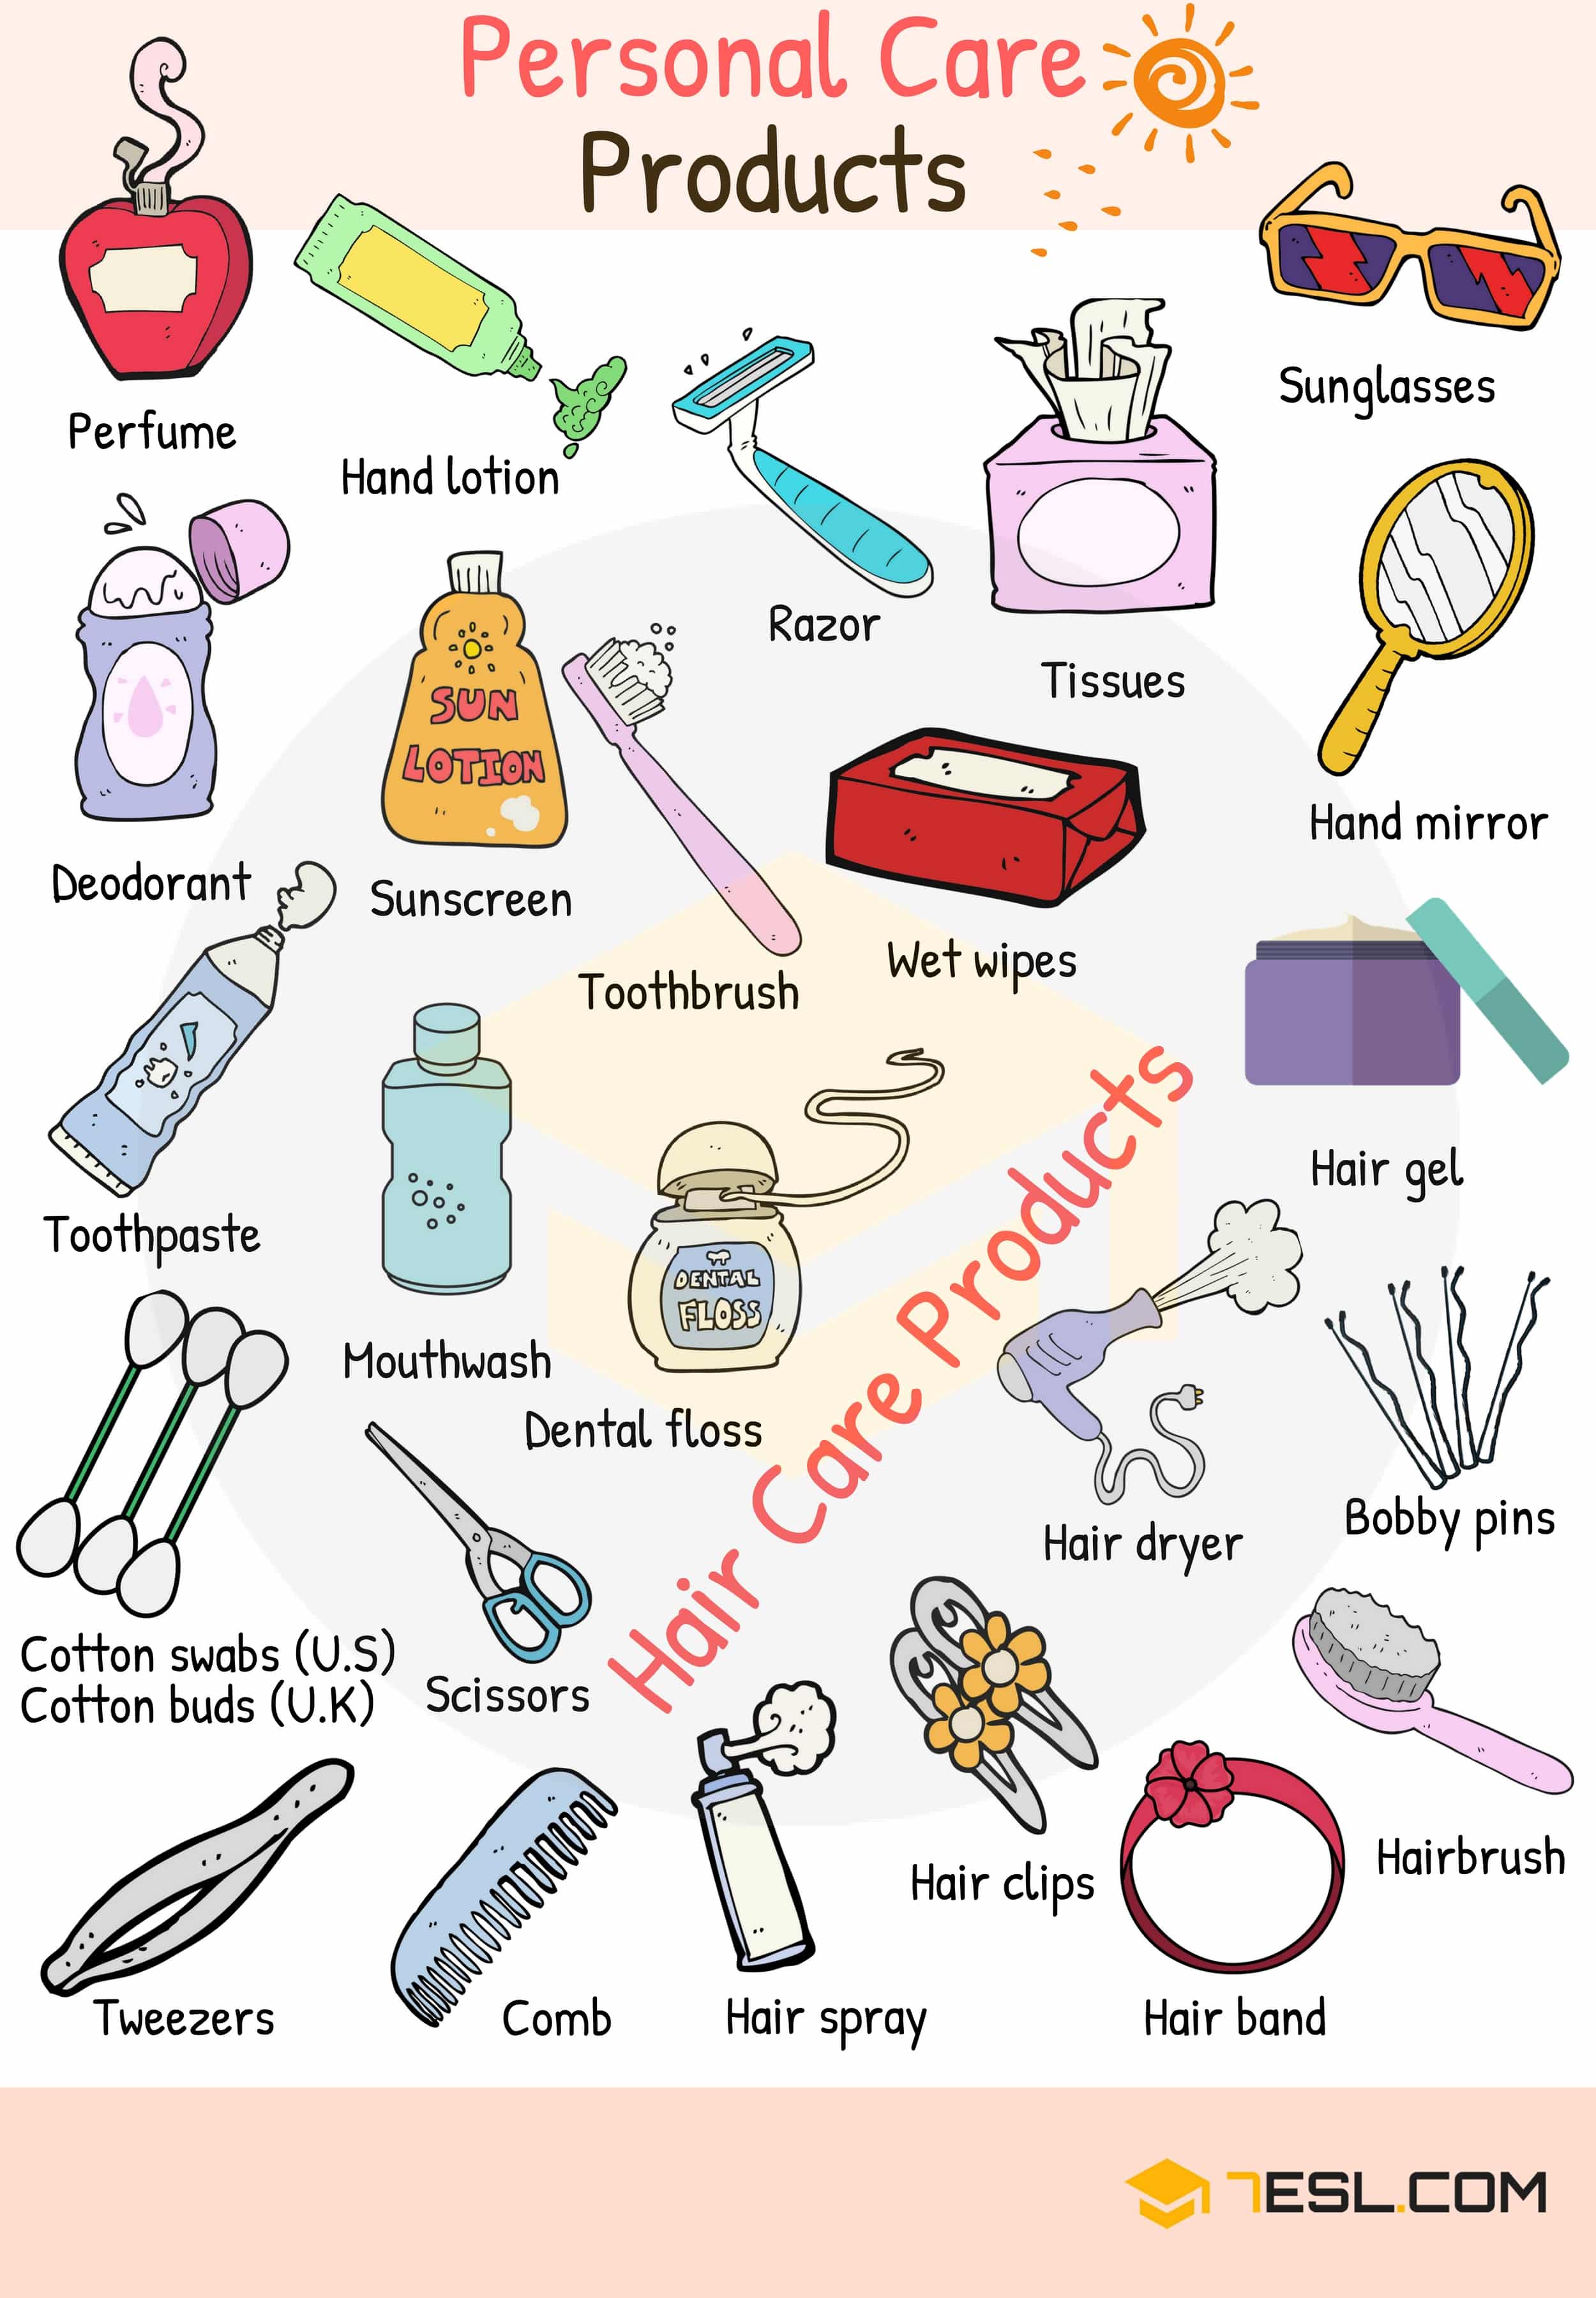 Personal Care
Products
Perfume
Hand lotion
Razor
Tissues
Sunglasses
Deodorant
SUN
LOTION
Sunscreen
Toothbrush
Wet wipes
Hand mirror
Toothpaste
Mouthwash
DENTAL
FLOSS
Dental floss
Hair Care Products
Hair gel
Hair dryer
Bobby pins
Cotton swabs (U.S)
Cotton buds (U.K)
Scissors
Tweezers
Comb
Hair spray
Hair clips
Hair band
Hairbrush
7ESL.COM